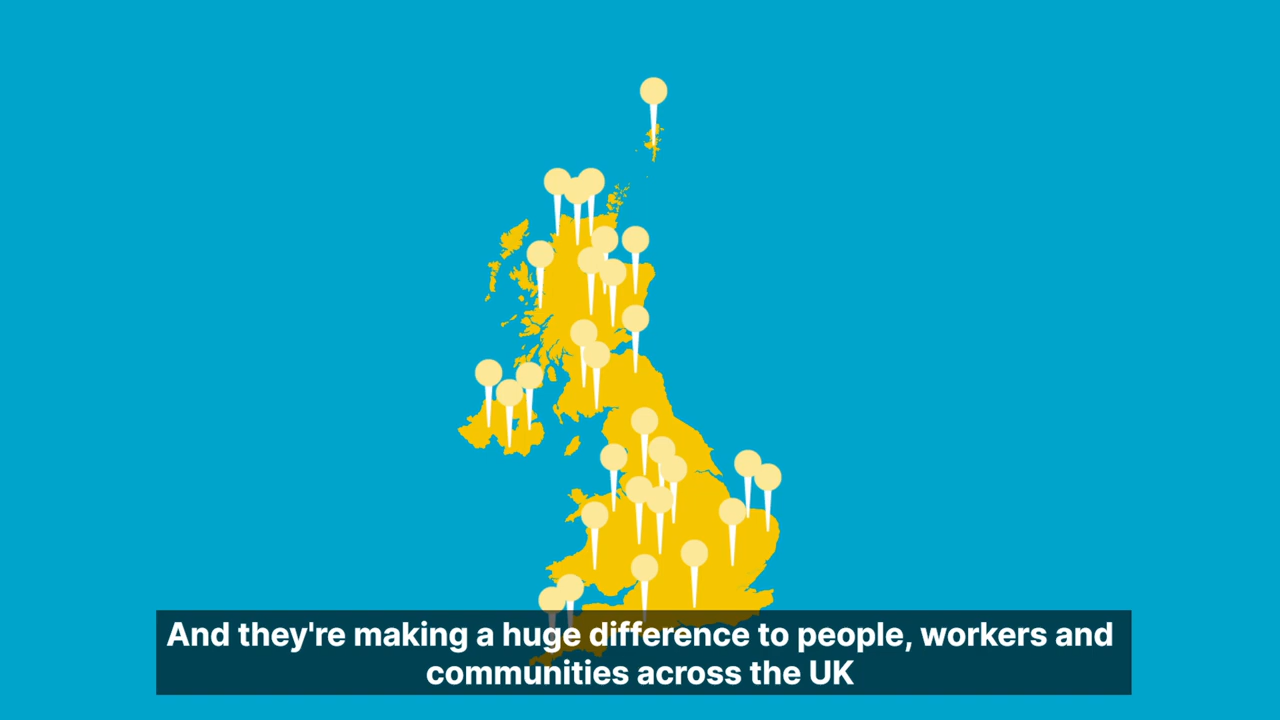 And they're making a huge difference to people, workers and
communities across the UK